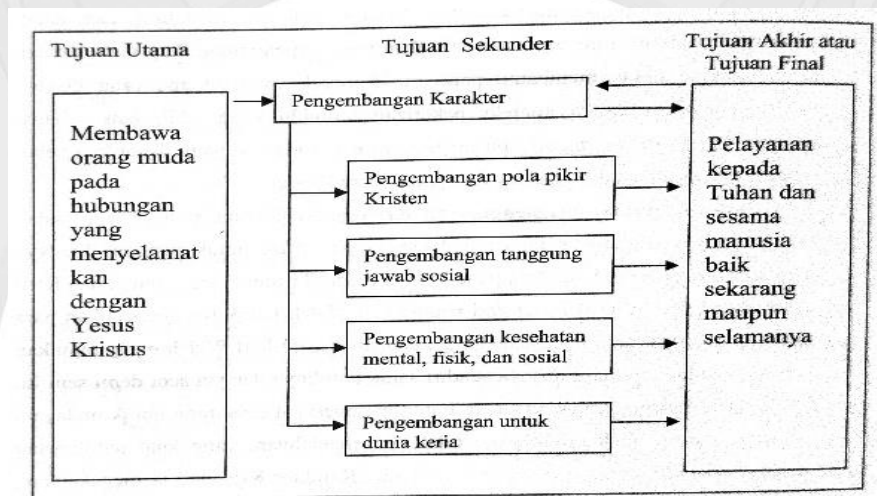 Tujuan Utama
Tujuan Sekunder
Tujuan Akhir atau
Tujuan Final
Membawa
orang muda
pada
hubungan
yang
menyelamat
kan
dengan
Yesus
Kristus
Pengembangan Karakter
Pengembangan pola pikir
Kristen
Pengembangan tanggung
jawab sosial
Pengembangan kesehatan
mental, fisik, dan sosial
Pengembangan untuk
dunia kerja
Pelayanan
kepada
Tuhan dan
sesama
manusia
baik
sekarang
maupun
selamanya